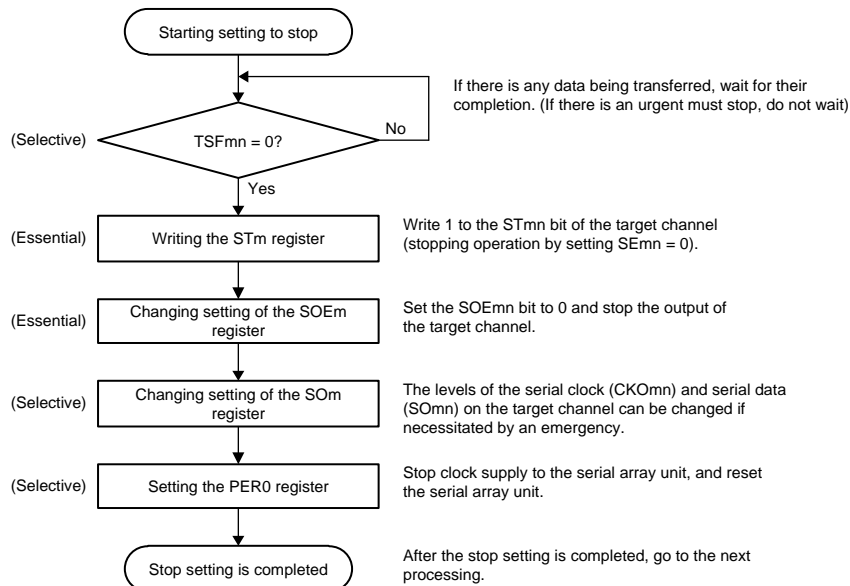 Starting setting to stop
If there is any data being transferred, wait for their
completion. (If there is an urgent must stop, do not wait)
(Selective)
TSFmn = 0?
No
Yes
(Essential)
Writing the STm register
Write 1 to the STmn bit of the target channel
(stopping operation by setting SEmn = 0).
(Essential)
Changing setting of the SOEm
register
Set the SOEmn bit to 0 and stop the output of
the target channel.
(Selective)
Changing setting of the SOm
register
The levels of the serial clock (CKOmn) and serial data
(SOmn) on the target channel can be changed if
necessitated by an emergency.
(Selective)
Setting the PER0 register
Stop clock supply to the serial array unit, and reset
the serial array unit.
Stop setting is completed
After the stop setting is completed, go to the next
processing.